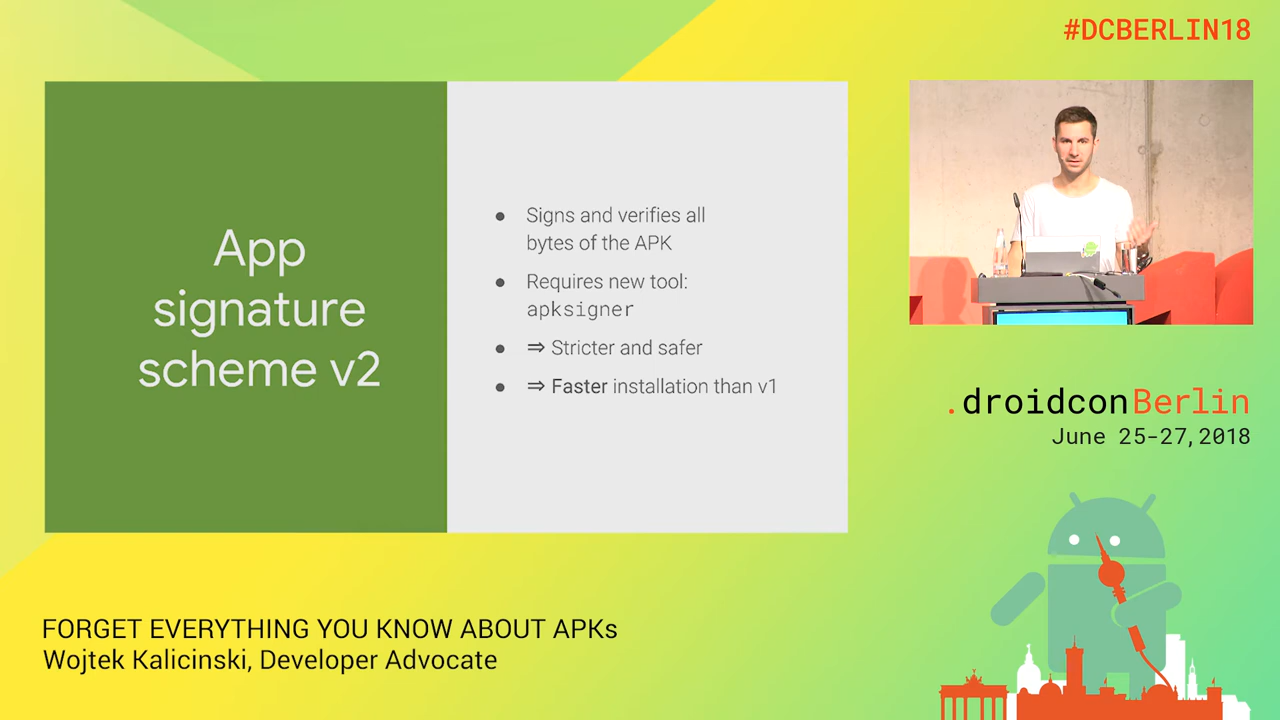 #DCBERLIN18
App
signature
scheme v2
● Signs and verifies all
bytes of the APK
● Requires new tool:
apksigner
● ⇒ Stricter and safer
● ⇒ Faster installation than v1
.droidconBerlin
June 25-27,2018
FORGET EVERYTHING YOU KNOW ABOUT APKs
Wojtek Kalicinski, Developer Advocate